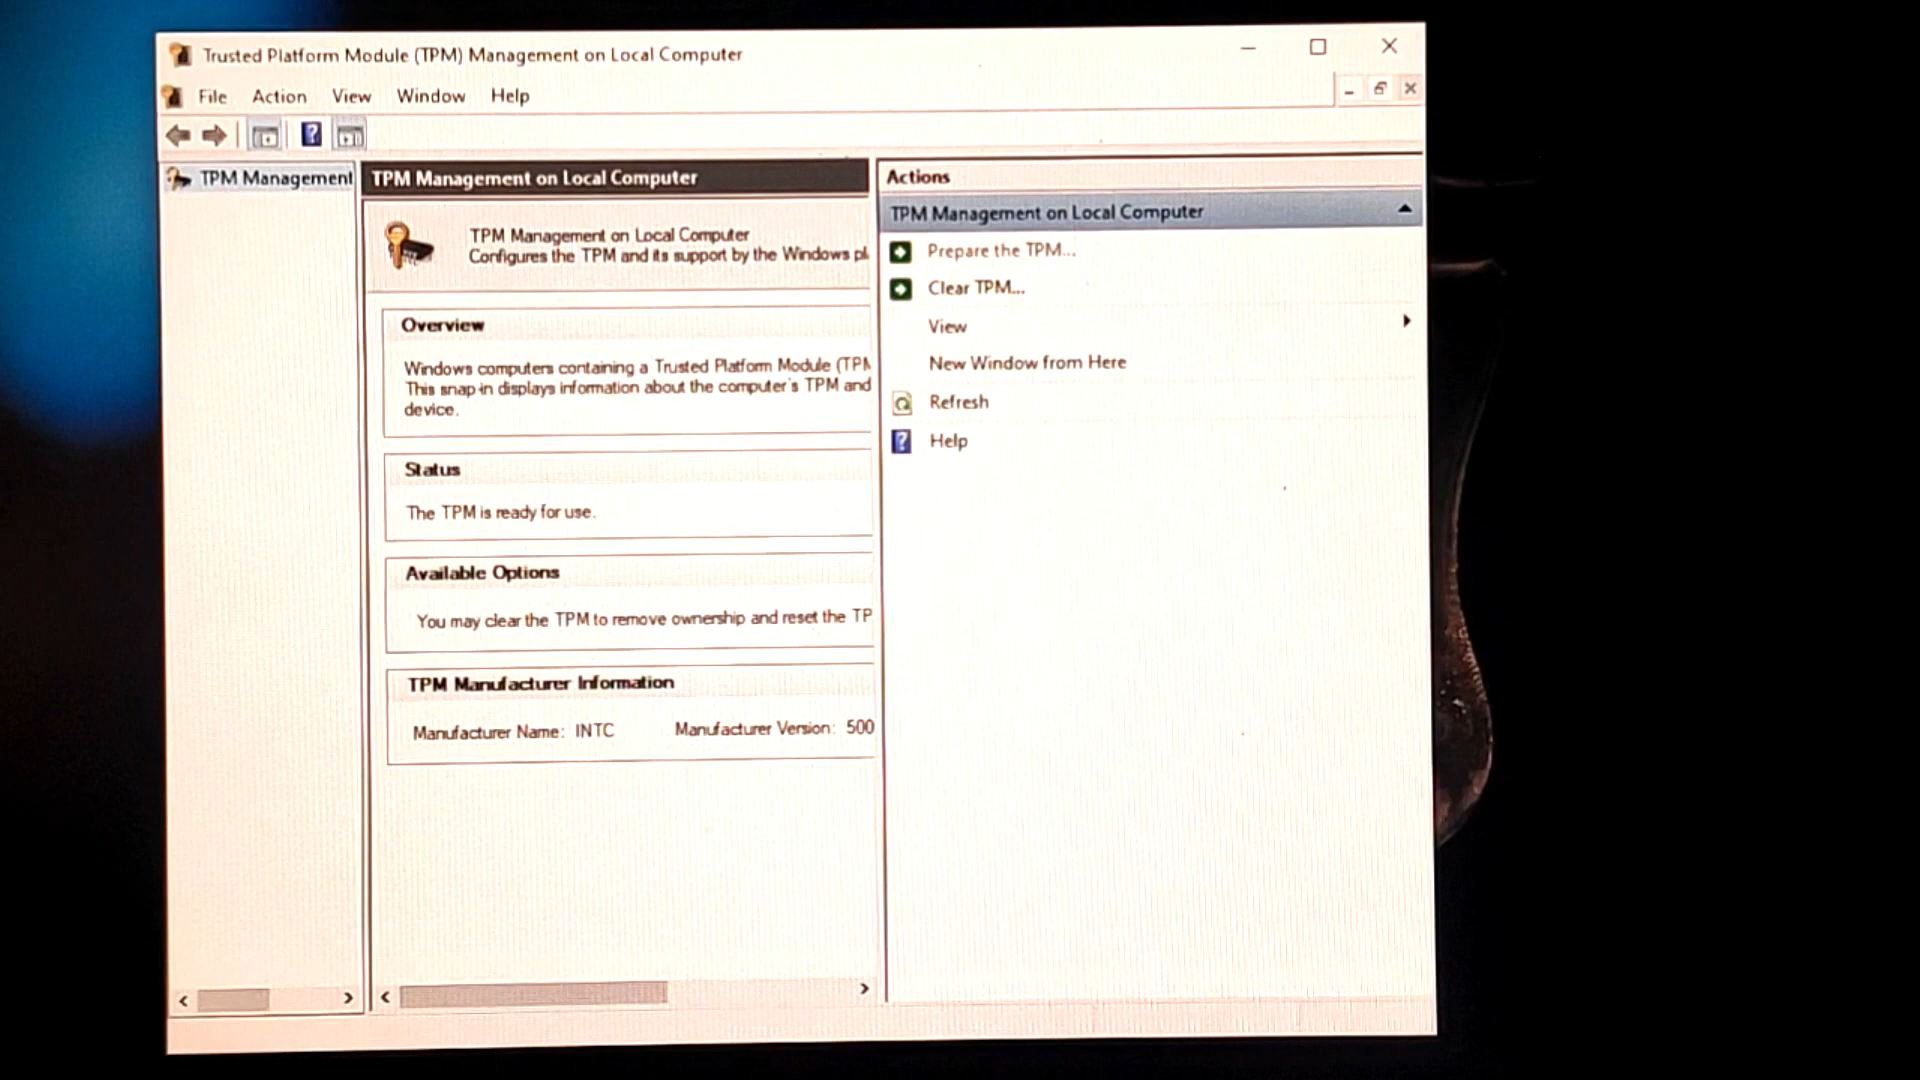 Trusted Platform Module (TPM) Management on Local Computer
File Action View Window Help
TPM Management
TPM Management on Local Computer
TPM Management on Local Computer
Configures the TPM and its support by the Windows pl
Overview
Windows computers containing a Trusted Platform Module (TPM
This snap-in displays information about the computer's TPM and
device.
Status
The TPM is ready for use.
Available Options
You may clear the TPM to remove ownership and reset the TP
TPM Manufacturer Information
Manufacturer Name: INTC Manufacturer Version: 500
Actions
TPM Management on Local Computer
Prepare the TPM...
Clear TPM...
View
New Window from Here
Refresh
Help